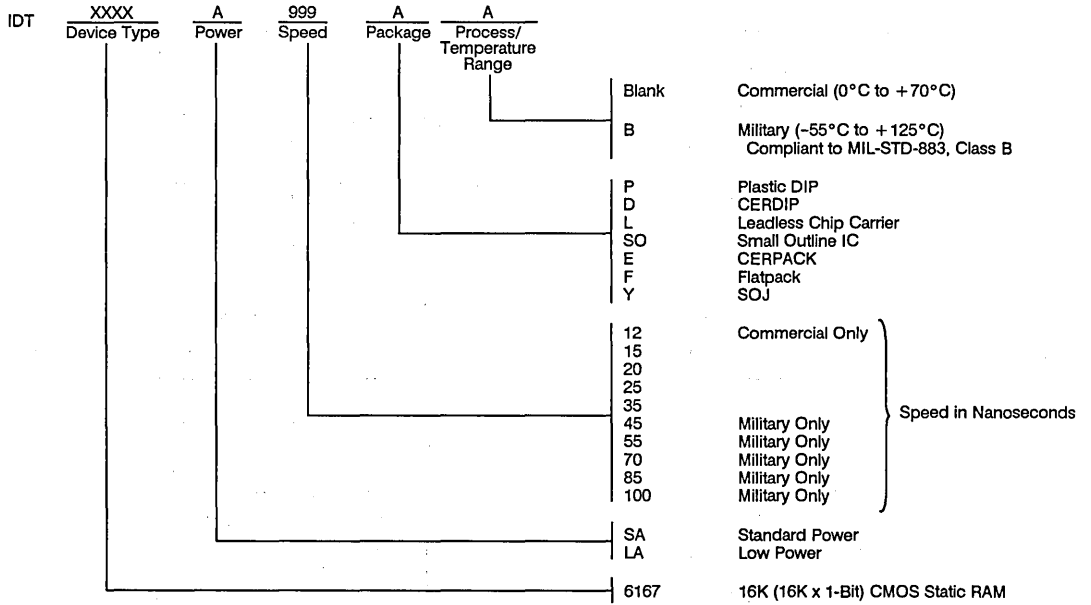 IDT XXXX A 999 A A
Device Type Power Speed Package Process/
Temperature
Range
Blank Commercial (0°C to +70°C)
B Military (–55°C to +125°C)
Compliant to MIL-STD-883, Class B
P Plastic DIP
D CERDIP
L Leadless Chip Carrier
SO Small Outline IC
E CERPACK
F Flatpack
Y SOJ
12 Commercial Only
15
20
25
35
Speed in Nanoseconds
45 Military Only
55 Military Only
70 Military Only
85 Military Only
100 Military Only
SA Standard Power
LA Low Power
6167 16K (16K x 1-Bit) CMOS Static RAM